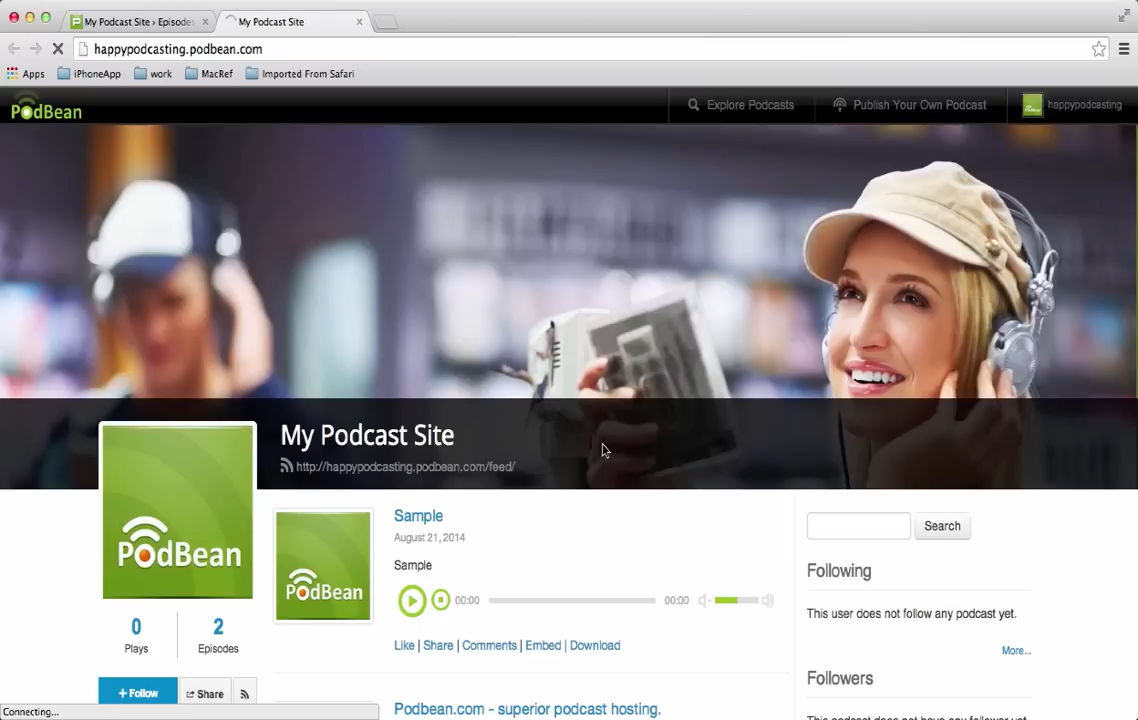 My Podcast Site › Episodes
My Podcast Site
happypodcasting.podbean.com
Apps iPhoneApp work MacRef Imported From Safari
PodBean Explore Podcasts Publish Your Own Podcast happypodcasting
My Podcast Site
http://happypodcasting.podbean.com/feed/
PodBean
0 Plays
2 Episodes
+ Follow Share
PodBean
Sample
August 21, 2014
Sample
00:00 00:00
Like | Share | Comments | Embed | Download
Podbean.com - superior podcast hosting.
Search
Following
This user does not follow any podcast yet.
More...
Followers
Connecting...